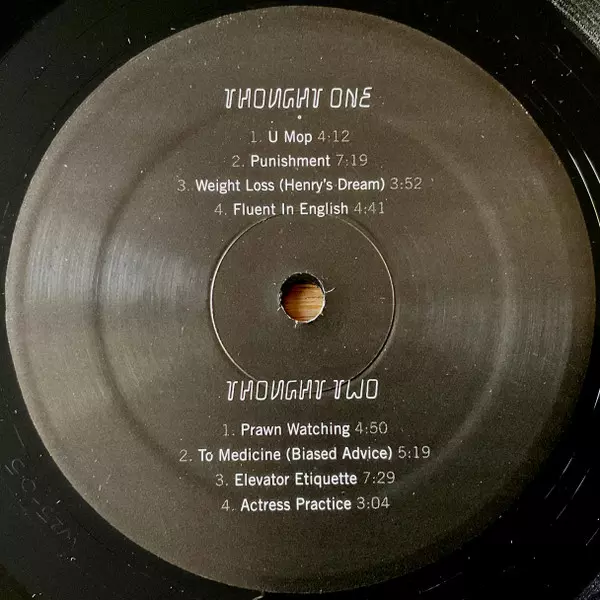 THOUGHT ONE
1. U Mop 4:12
2. Punishment 7:19
3. Weight Loss (Henry's Dream) 3:52
4. Fluent In English 4:41
THOUGHT TWO
1. Prawn Watching 4:50
2. To Medicine (Biased Advice) 5:19
3. Elevator Etiquette 7:29
4. Actress Practice 3:04